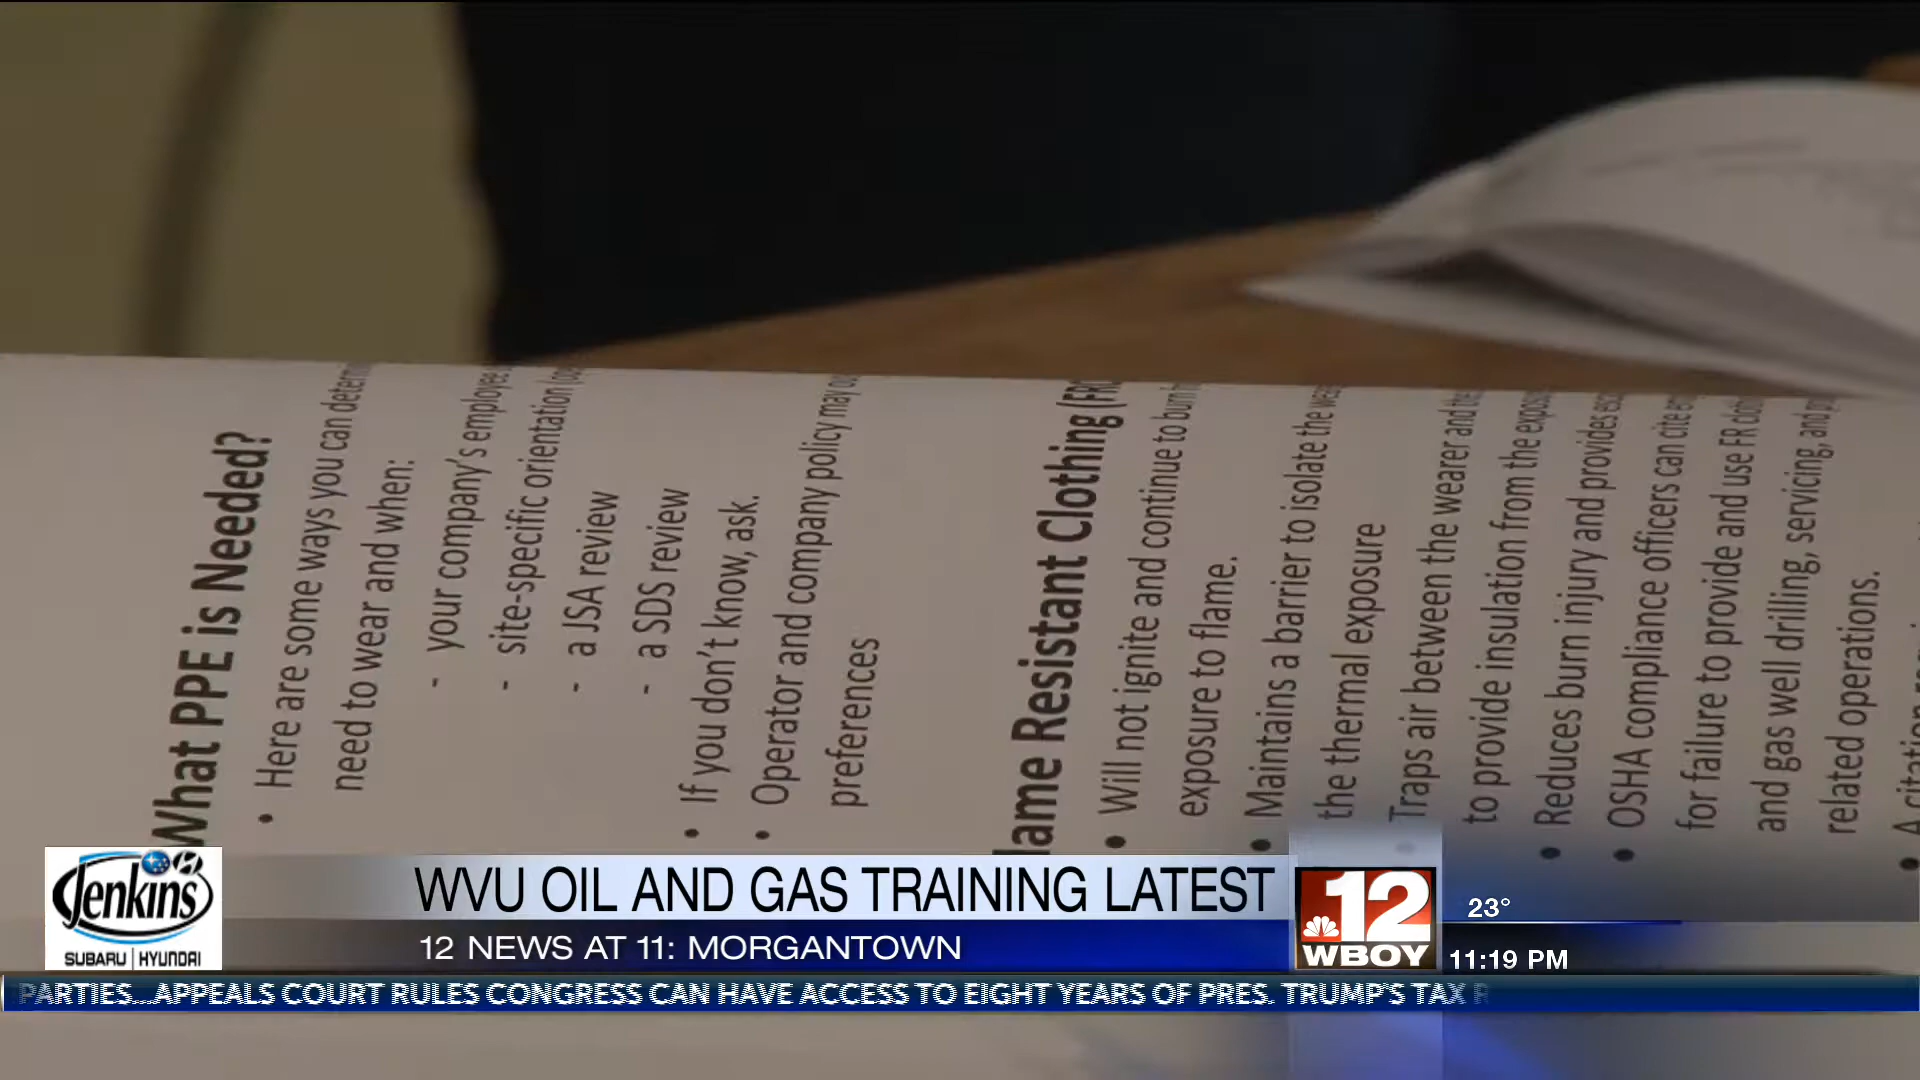 What PPE is Needed?
• Here are some ways you can
need to wear and when:
- your company's employee
- site-specific orientation
- a JSA review
- a SDS review
• If you don't know, ask.
• Operator and company policy may
preferences
lame Resistant Clothing
• Will not ignite and continue to
exposure to flame.
• Maintains a barrier to isolate the
the thermal exposure
• Traps air between the wearer and
to provide insulation from the
• Reduces burn injury and provides
• OSHA compliance officers can cite
for failure to provide and use FR
and gas well drilling, servicing, and
related operations.
Jenkins
SUBARU | HYUNDAI
WVU OIL AND GAS TRAINING LATEST
12 NEWS AT 11: MORGANTOWN
12
WBOY
23°
11:19 PM
PARTIES...APPEALS COURT RULES CONGRESS CAN HAVE ACCESS TO EIGHT YEARS OF PRES. TRUMP'S TAX